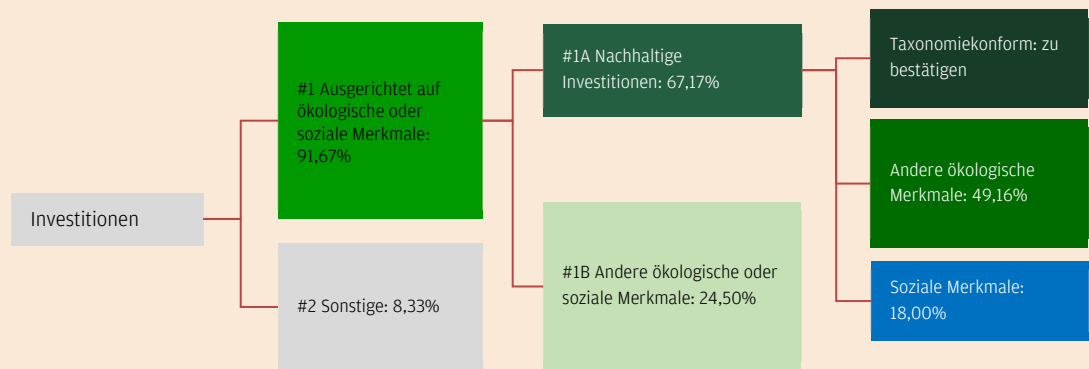 Investitionen
#1 Ausgerichtet auf
ökologische oder
soziale Merkmale:
91,67%
#2 Sonstige: 8,33%
#1A Nachhaltige
Investitionen: 67,17%
#1B Andere ökologische oder
soziale Merkmale: 24,50%
Taxonomiekonform: zu
bestätigen
Andere ökologische
Merkmale: 49,16%
Soziale Merkmale:
18,00%